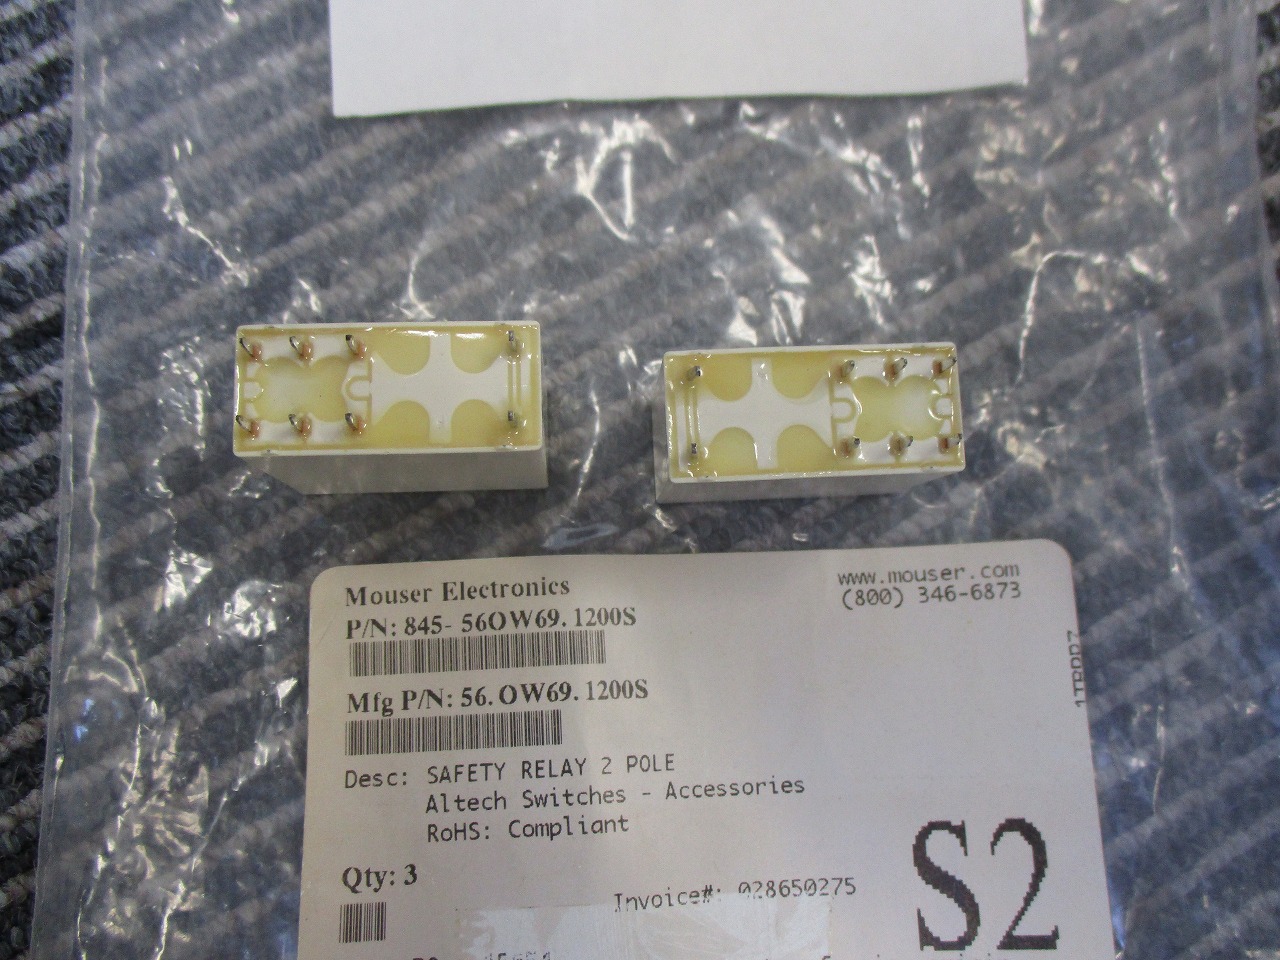 Mouser Electronics
www.mouser.com
(800) 346-6873
P/N: 845- 56OW69.1200S
Mfg P/N: 56.OW69.1200S
Desc: SAFETY RELAY 2 POLE
Altech Switches - Accessories
RoHS: Compliant
Qty: 3
Invoice#: 028650275
S2